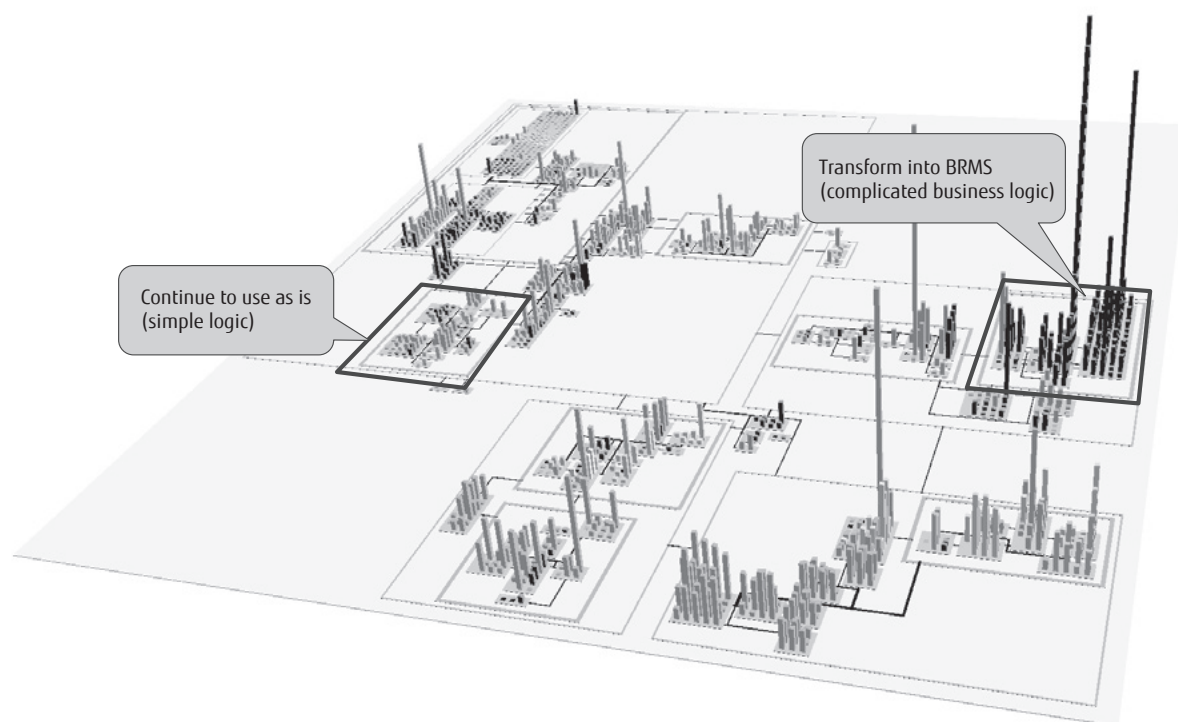 Transform into BRMS
(complicated business logic)
Continue to use as is
(simple logic)